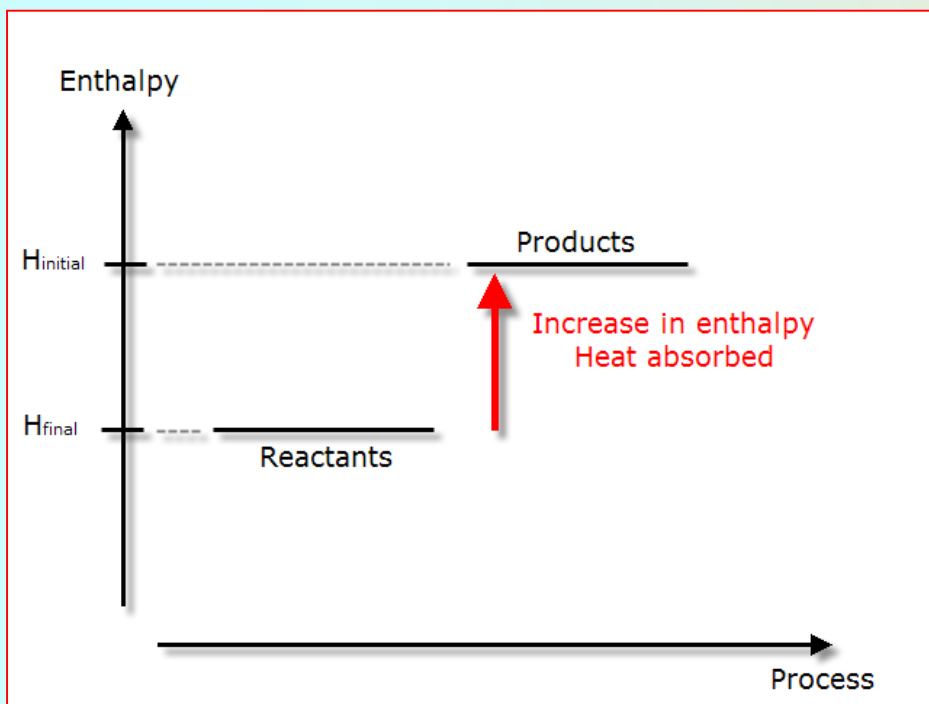 Enthalpy
Products
Hinitial
Increase in enthalpy
Heat absorbed
Hfinal
Reactants
Process